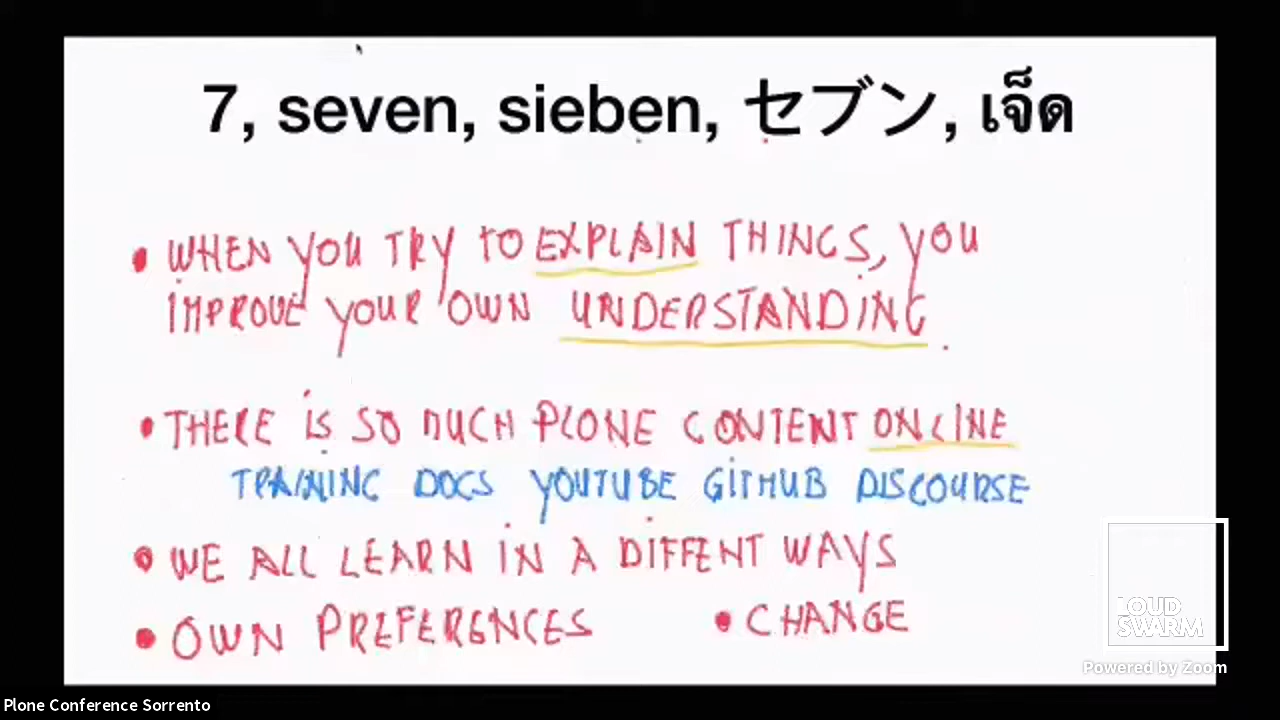 7, seven, sieben, セブン, เจ็ด
• WHEN YOU TRY TO EXPLAIN THINGS, YOU
IMPROVE YOUR OWN UNDERSTANDING.
• THERE IS SO MUCH PLONE CONTENT ONLINE
TRAINING DOCS YOUTUBE GITHUB DISCOURSE
• WE ALL LEARN IN A DIFFENT WAYS
• OWN PREFERENCES • CHANGE
LOUD
SWARM
Powered by Zoom
Plone Conference Sorrento